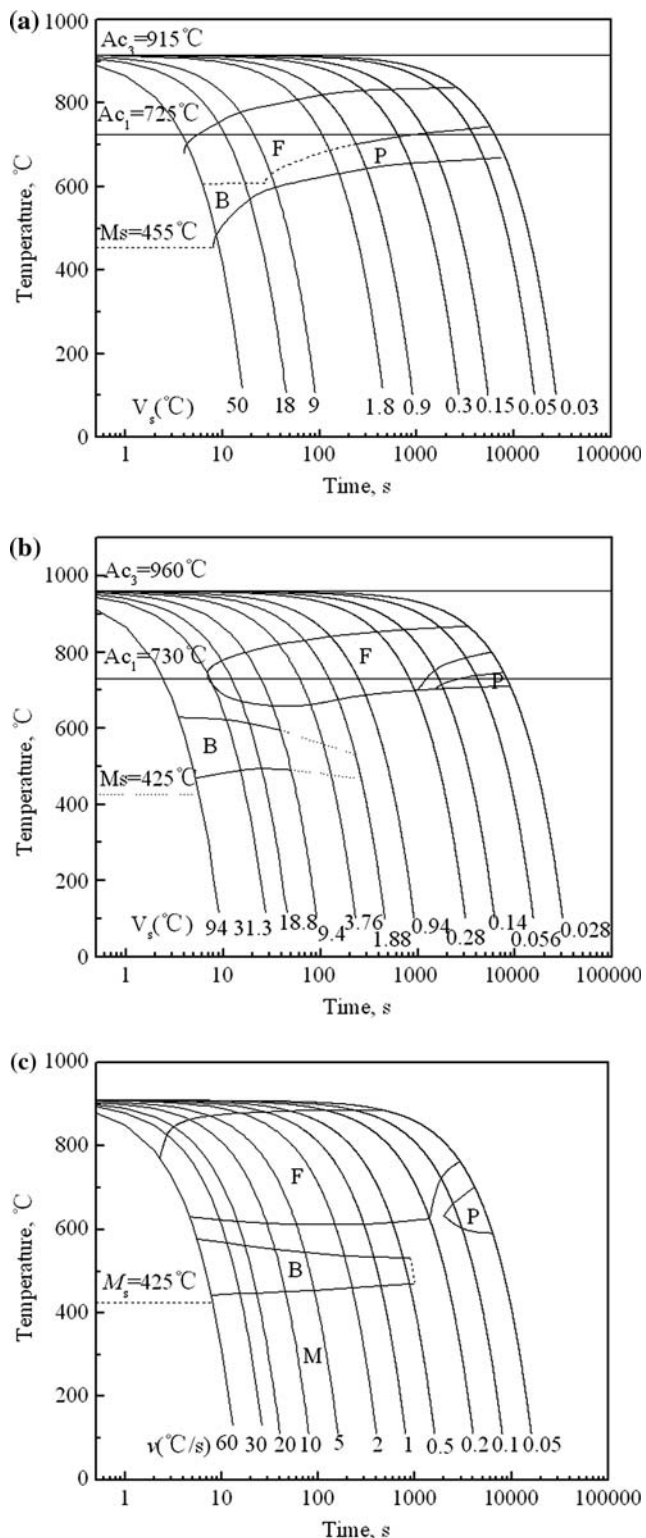 (a)
1000
Ac₃=915℃
800
Ac₁=725℃
F
P
600
B
Ms=455℃
400
200
Vₛ(℃) 50 18 9 1.8 0.9 0.3 0.15 0.05 0.03
0
1 10 100 1000 10000 100000
Temperature, ℃
Time, s
(b)
1000
Ac₃=960℃
800
Ac₁=730℃
F
P
600
B
Ms=425℃
400
200
Vₛ(℃) 94 31.3 18.8 9.4 3.76 1.88 0.94 0.28 0.14 0.056 0.028
0
1 10 100 1000 10000 100000
Temperature, ℃
Time, s
(c)
1000
800
F
600
P
B
Mₛ=425℃
400
M
200
v(℃/s) 60 30 20 10 5 2 1 0.5 0.2 0.1 0.05
0
1 10 100 1000 10000 100000
Temperature, ℃
Time, s